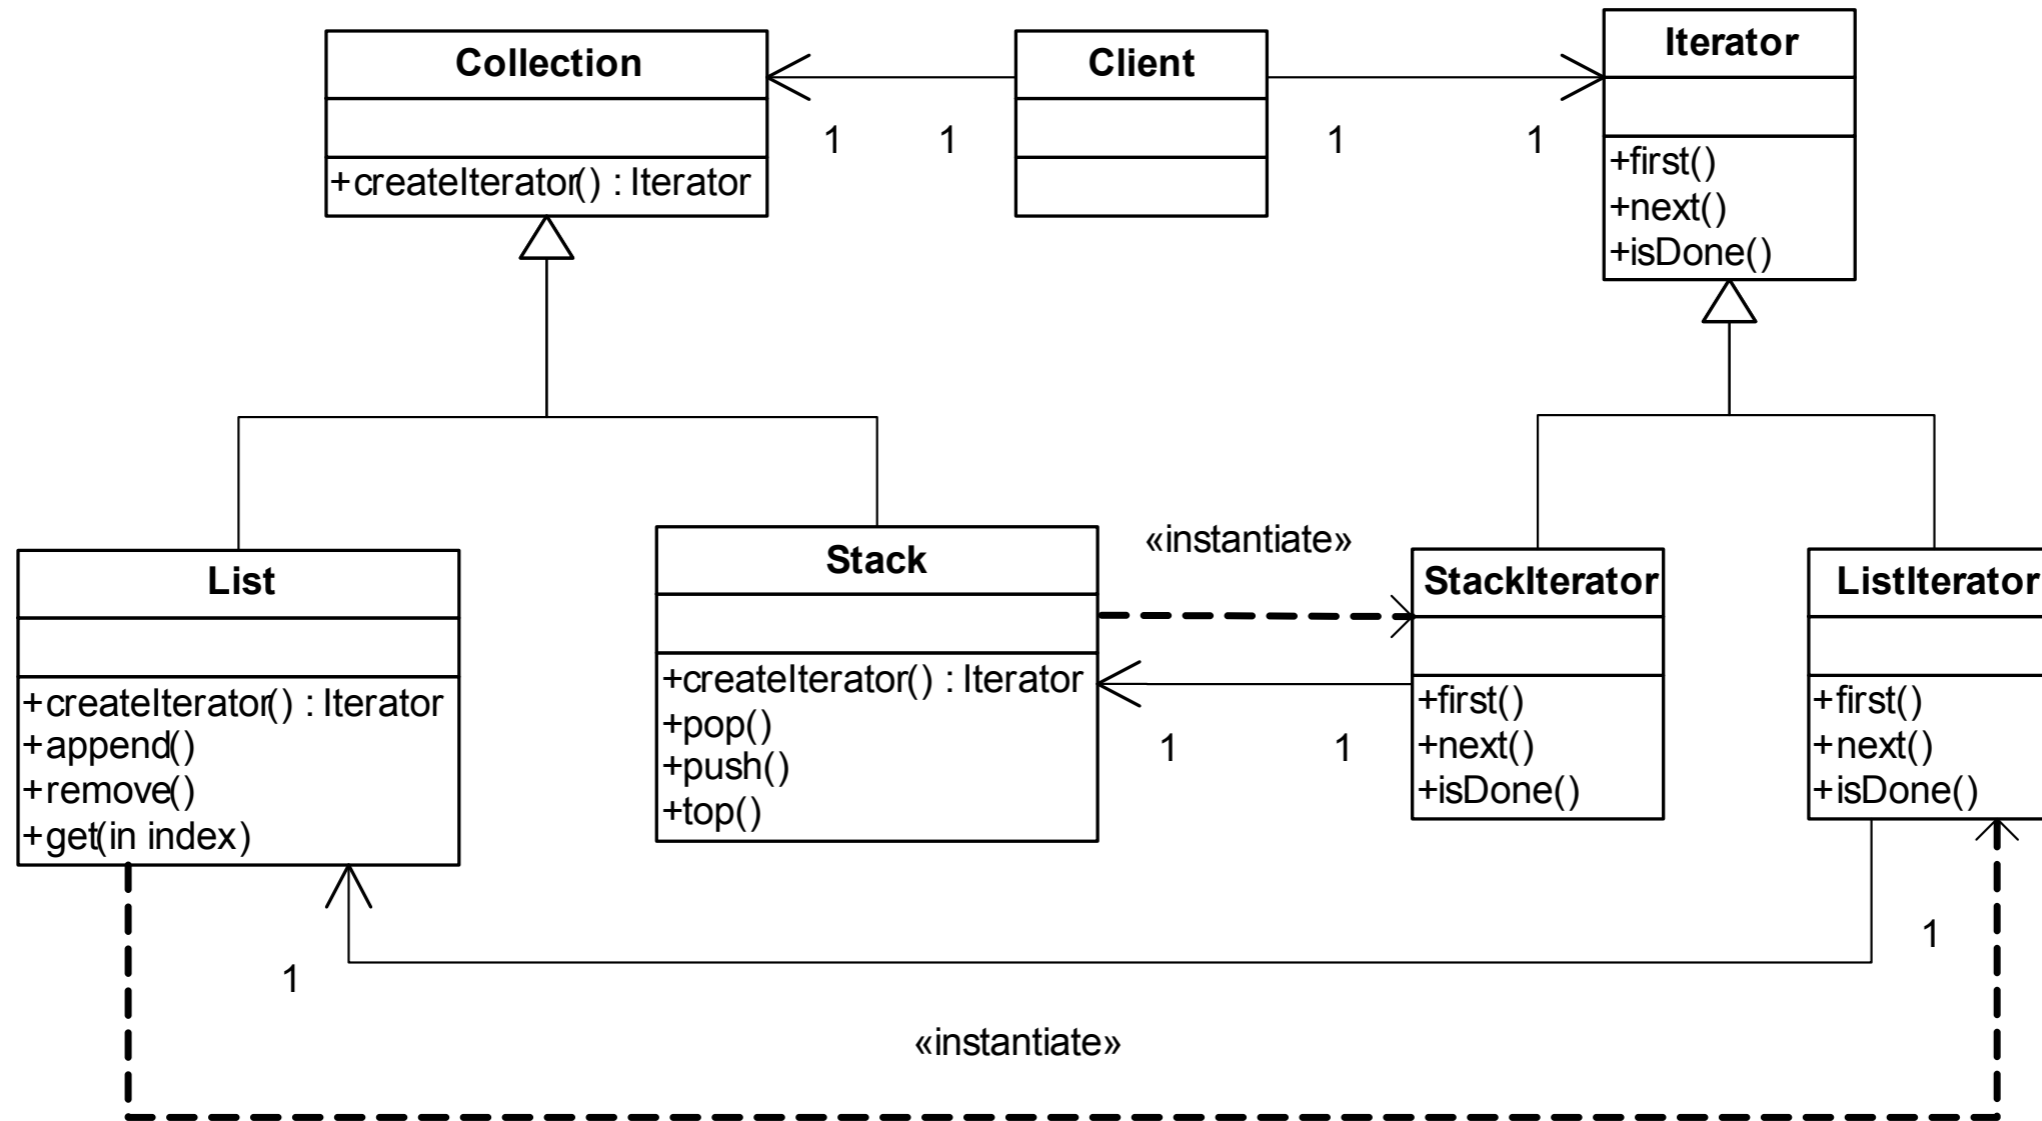 Collection
+createIterator() : Iterator
Client
Iterator
+first()
+next()
+isDone()
1
1
1
1
List
+createIterator() : Iterator
+append()
+remove()
+get(in index)
Stack
+createIterator() : Iterator
+pop()
+push()
+top()
«instantiate»
1
1
StackIterator
+first()
+next()
+isDone()
ListIterator
+first()
+next()
+isDone()
1
1
«instantiate»